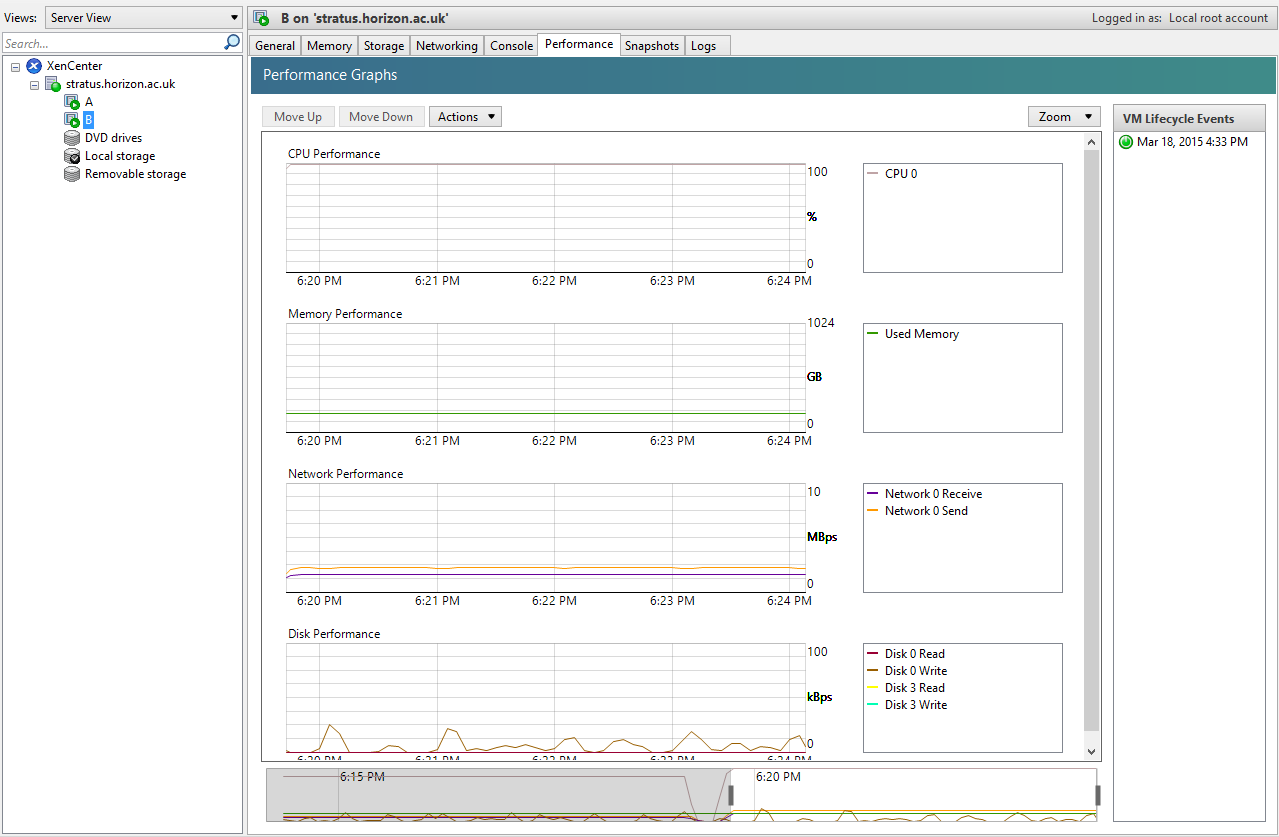 Views: Server View
Search...
XenCenter
stratus.horizon.ac.uk
A
B
DVD drives
Local storage
Removable storage
B on 'stratus.horizon.ac.uk'
Logged in as: Local root account
General Memory Storage Networking Console Performance Snapshots Logs
Performance Graphs
Move Up Move Down Actions Zoom
CPU Performance
100
%
0
6:20 PM 6:21 PM 6:22 PM 6:23 PM 6:24 PM
CPU 0
Memory Performance
1024
GB
0
6:20 PM 6:21 PM 6:22 PM 6:23 PM 6:24 PM
Used Memory
Network Performance
10
MBps
0
6:20 PM 6:21 PM 6:22 PM 6:23 PM 6:24 PM
Network 0 Receive
Network 0 Send
Disk Performance
100
kBps
0
6:20 PM 6:21 PM 6:22 PM 6:23 PM 6:24 PM
Disk 0 Read
Disk 0 Write
Disk 3 Read
Disk 3 Write
6:15 PM 6:20 PM
VM Lifecycle Events
Mar 18, 2015 4:33 PM